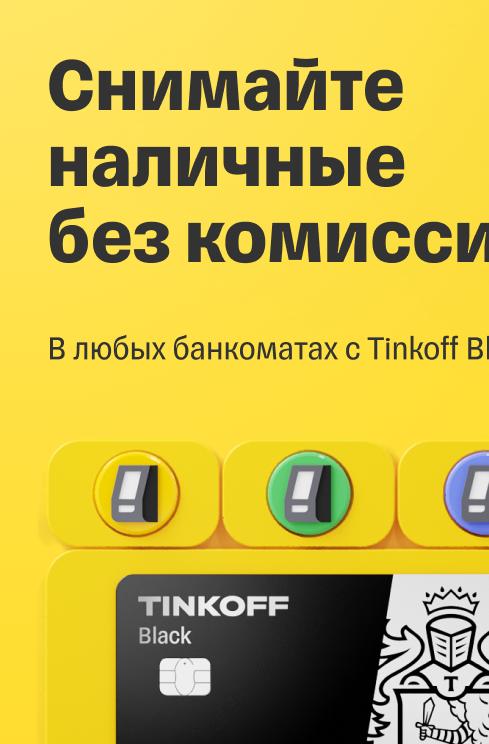 Снимайте
наличные
без комисси
В любых банкоматах с Tinkoff Bl
TINKOFF
Black
T